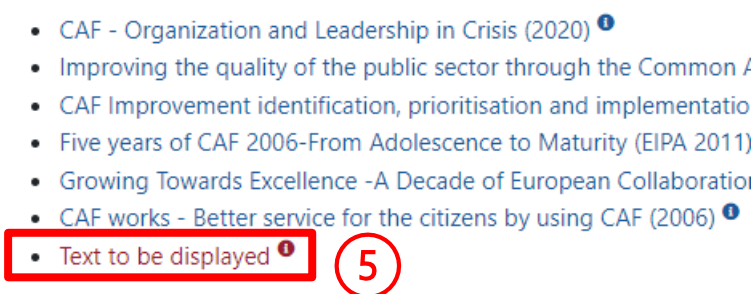 • CAF - Organization and Leadership in Crisis (2020)
• Improving the quality of the public sector through the Common
• CAF Improvement identification, prioritisation and implementatio
• Five years of CAF 2006-From Adolescence to Maturity (EIPA 2011)
• Growing Towards Excellence -A Decade of European Collaboration
• CAF works - Better service for the citizens by using CAF (2006)
• Text to be displayed
5